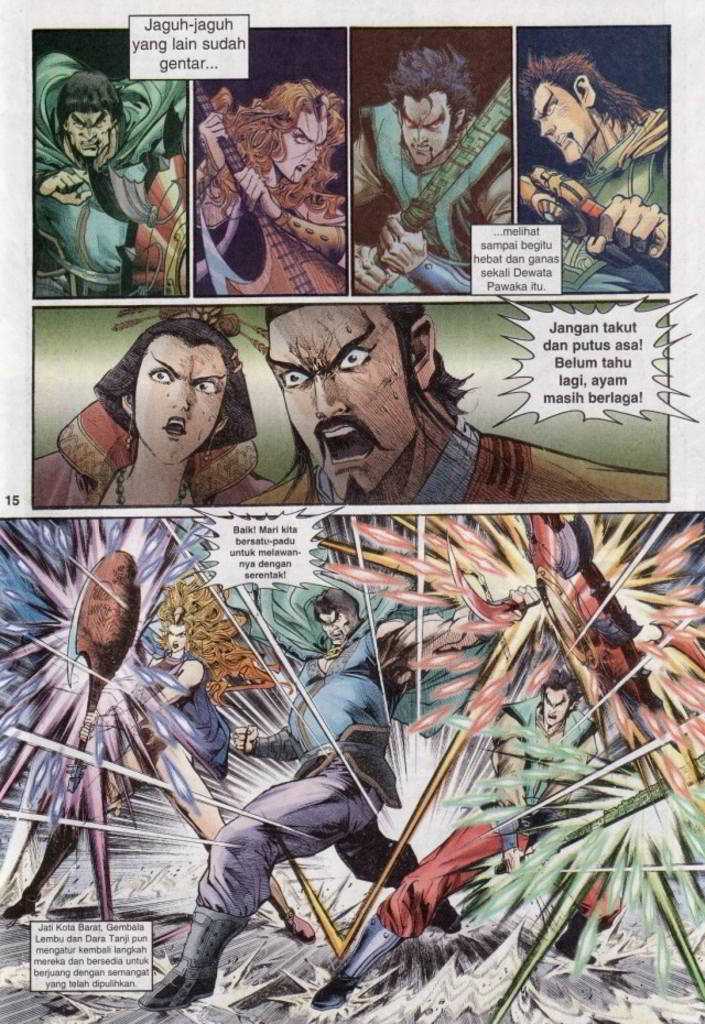 Jaguh-jaguh
yang lain sudah
gentar...
...melihat
sampai begitu
hebat dan ganas
sekali Dewata
Pawaka itu.
Jangan takut
dan putus asa!
Belum tahu
lagi, ayam
masih berlaga!
15
Baik! Mari kita
bersatu-padu
untuk melawan-
nya dengan
serentak!
Jati Kota Barat, Gembala
Lembu dan Dara Tanji pun
mengatur kembali langkah
mereka dan bersedia untuk
berjuang dengan semangat
yang telah dipulihkan.